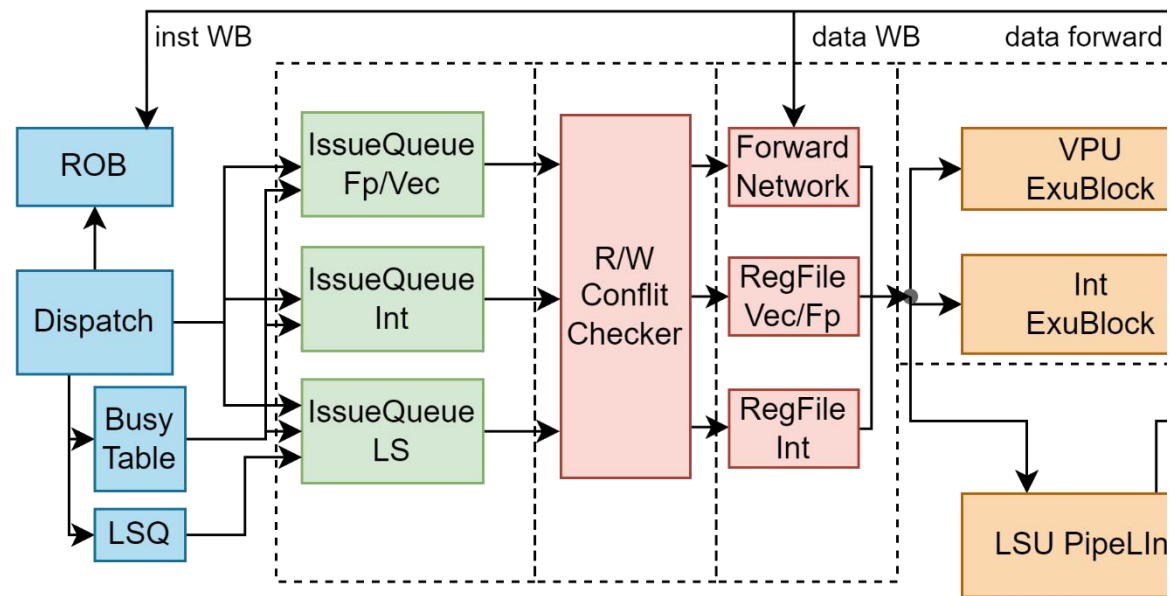 inst WB
data WB
data forward
ROB
Dispatch
Busy
Table
LSQ
IssueQueue
Fp/Vec
IssueQueue
Int
IssueQueue
LS
R/W
Conflit
Checker
Forward
Network
RegFile
Vec/Fp
RegFile
Int
VPU
ExuBlock
Int
ExuBlock
LSU PipeLIn